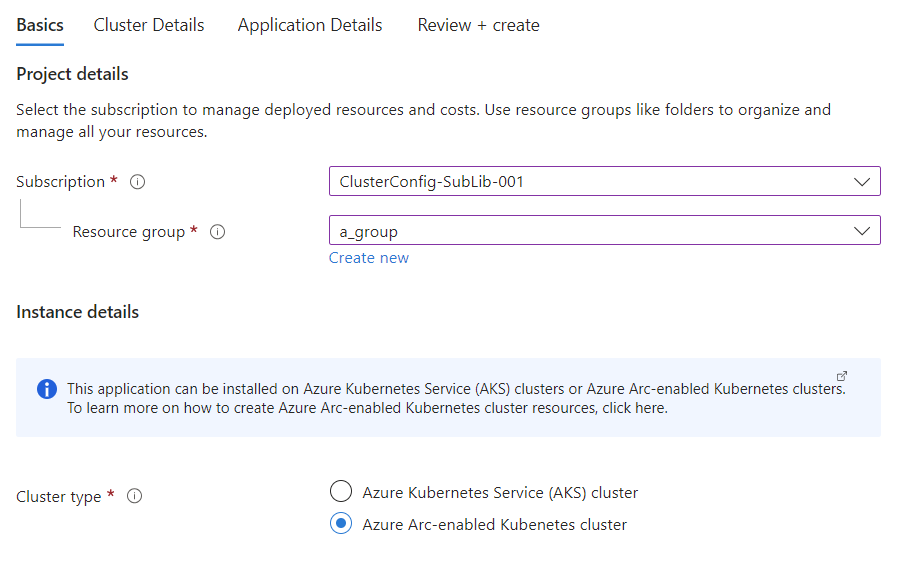 Basics Cluster Details Application Details Review + create
Project details
Select the subscription to manage deployed resources and costs. Use resource groups like folders to organize and
manage all your resources.
Subscription * ClusterConfig-SubLib-001
Resource group * a_group
Create new
Instance details
This application can be installed on Azure Kubernetes Service (AKS) clusters or Azure Arc-enabled Kubernetes clusters.
To learn more on how to create Azure Arc-enabled Kubernetes cluster resources, click here.
Cluster type * Azure Kubernetes Service (AKS) cluster
Azure Arc-enabled Kubenetes cluster